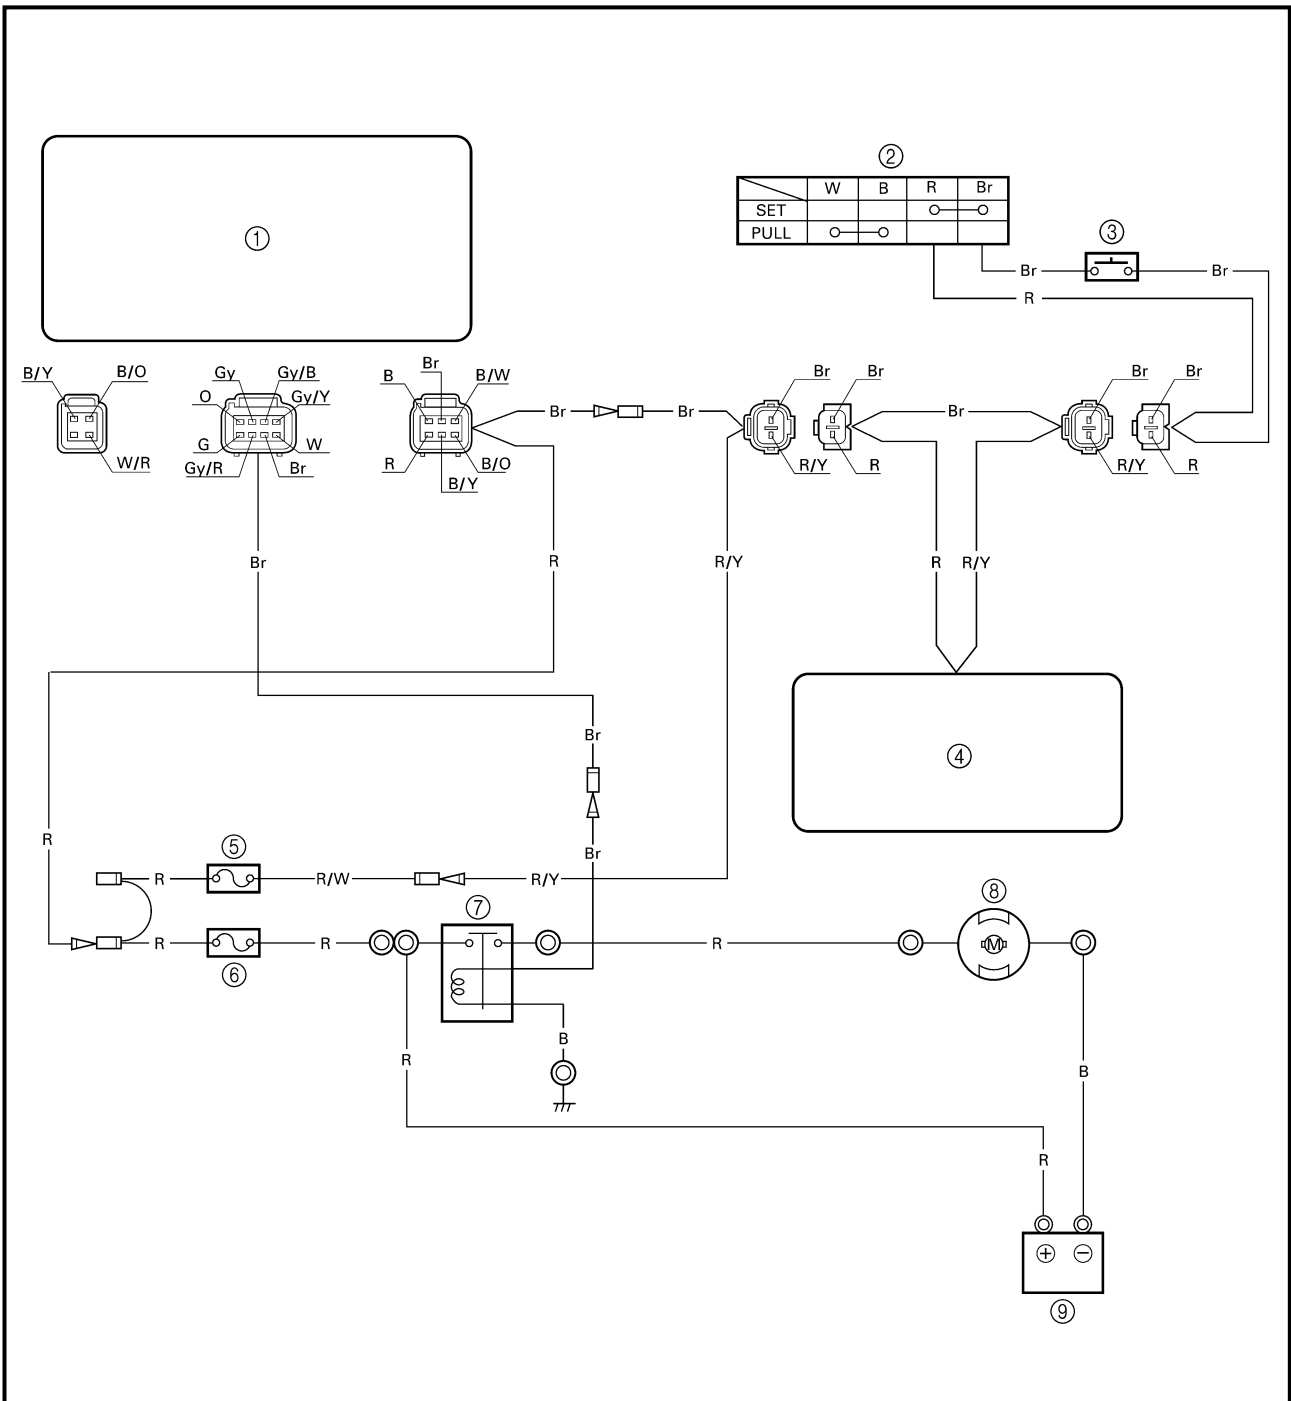 ②
W B R Br
SET
PULL
①
③
Br Br
R
B/Y B/O
W/R
Gy Gy/B
O Gy/Y
G W
Gy/R Br
Br
B B/W
R B/O
B/Y
Br Br
Br Br
R/Y R
Br
Br Br
R/Y R
Br R R/Y R R/Y
Br
④
R
Br
⑤
R R/W R/Y
⑦ ⑧
R R R M
⑥
B
R B
R
+ −
⑨